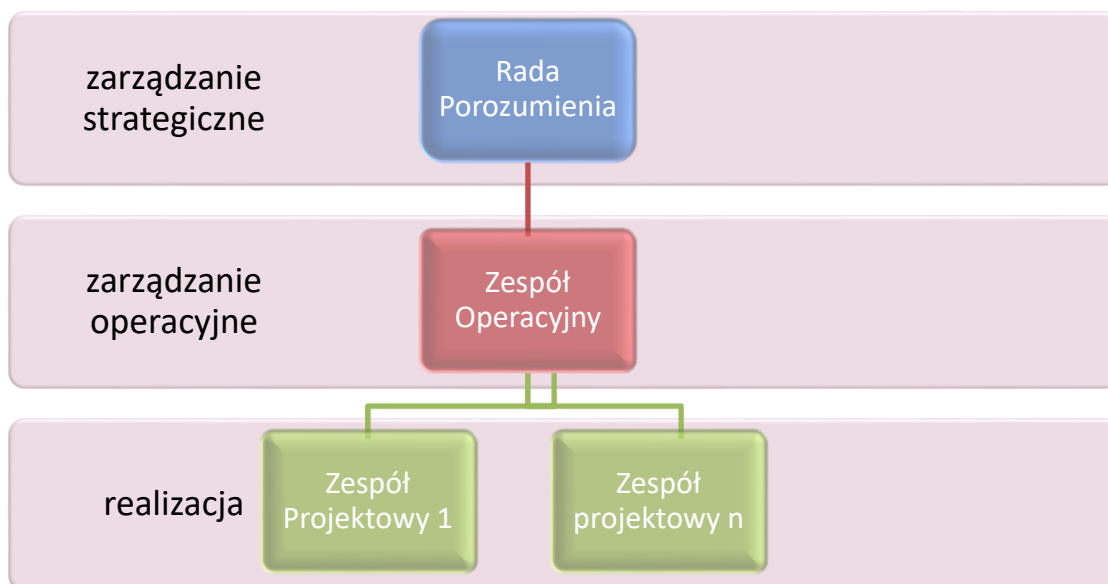 zarządzanie
strategiczne
Rada
Porozumienia
zarządzanie
operacyjne
Zespół
Operacyjny
realizacja
Zespół
Projektowy 1
Zespół
projektowy n